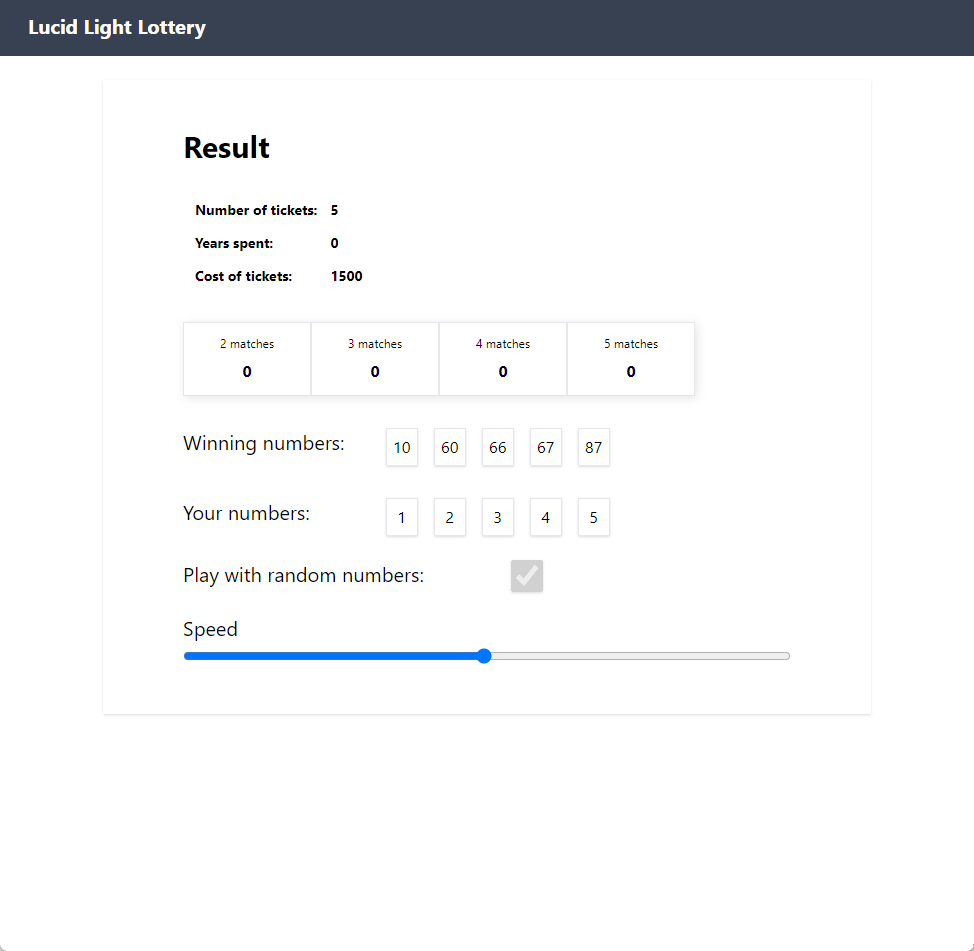 Lucid Light Lottery
Result
Number of tickets: 5
Years spent: 0
Cost of tickets: 1500
2 matches 3 matches 4 matches 5 matches
0 0 0 0
Winning numbers: 10 60 66 67 87
Your numbers: 1 2 3 4 5
Play with random numbers:
Speed